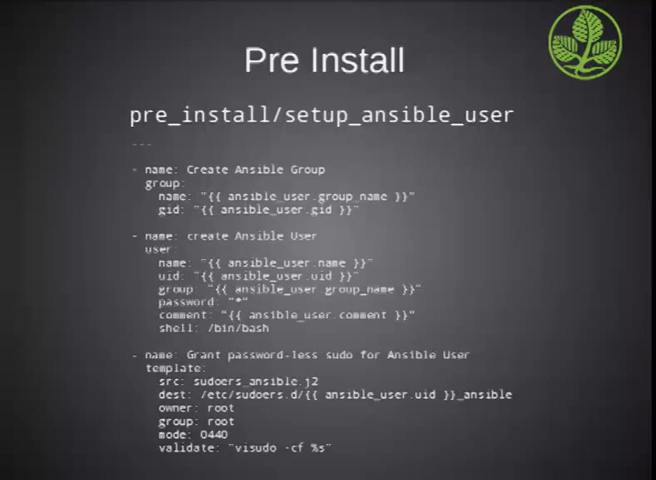 Pre Install
pre_install/setup_ansible_user
---
- name: Create Ansible Group
group:
name: "{{ ansible_user.group_name }}"
gid: "{{ ansible_user.gid }}"
- name: create Ansible User
user:
name: "{{ ansible_user.name }}"
uid: "{{ ansible_user.uid }}"
group: "{{ ansible_user.group_name }}"
password: "*"
comment: "{{ ansible_user.comment }}"
shell: /bin/bash
- name: Grant password-less sudo for Ansible User
template:
src: sudoers_ansible.j2
dest: /etc/sudoers.d/{{ ansible_user.uid }}_ansible
owner: root
group: root
mode: 0440
validate: "visudo -cf %s"